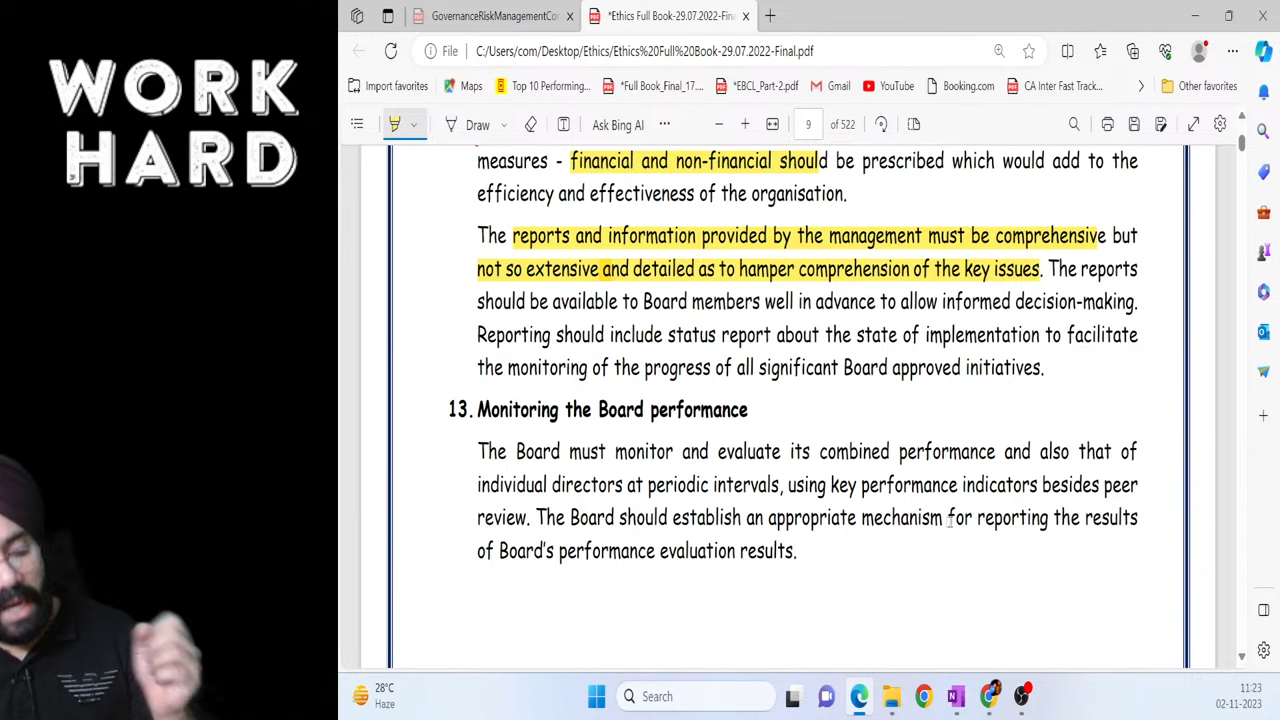 WORK
HARD
GovernanceRiskManagementCo
*Ethics Full Book-29.07.2022-Fina
File C:/Users/com/Desktop/Ethics/Ethics%20Full%20Book-29.07.2022-Final.pdf
Import favorites Maps Top 10 Performing... *Full Book_Final_17... *EBCL_Part-2.pdf Gmail YouTube Booking.com CA Inter Fast Track... Other favorites
Draw Ask Bing AI 9 of 522
measures - financial and non-financial should be prescribed which would add to the
efficiency and effectiveness of the organisation.
The reports and information provided by the management must be comprehensive but
not so extensive and detailed as to hamper comprehension of the key issues. The reports
should be available to Board members well in advance to allow informed decision-making.
Reporting should include status report about the state of implementation to facilitate
the monitoring of the progress of all significant Board approved initiatives.
13. Monitoring the Board performance
The Board must monitor and evaluate its combined performance and also that of
individual directors at periodic intervals, using key performance indicators besides peer
review. The Board should establish an appropriate mechanism for reporting the results
of Board's performance evaluation results.
28°C
Haze
Search
11:23
02-11-2023